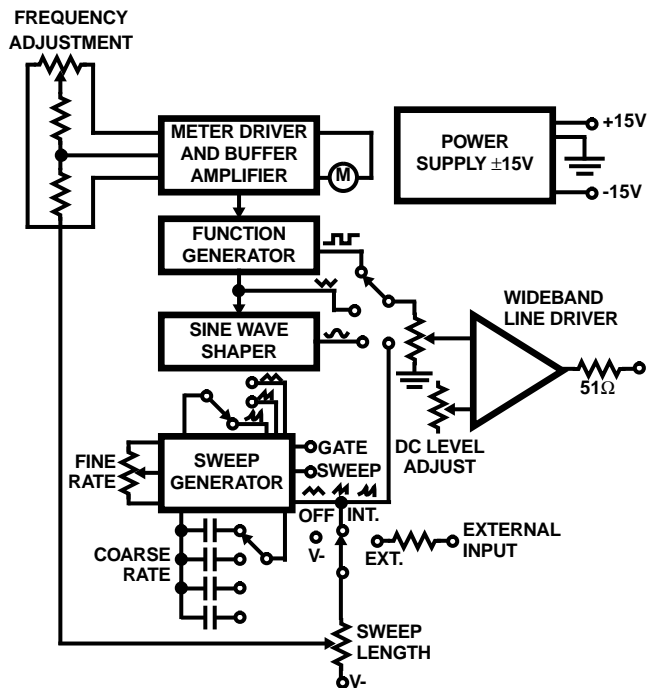 FREQUENCY
ADJUSTMENT
METER DRIVER
AND BUFFER
AMPLIFIER
M
POWER
SUPPLY ±15V
+15V
-15V
FUNCTION
GENERATOR
SINE WAVE
SHAPER
WIDEBAND
LINE DRIVER
51Ω
DC LEVEL
ADJUST
FINE
RATE
SWEEP
GENERATOR
GATE
SWEEP
OFF
INT.
V-
EXT.
EXTERNAL
INPUT
COARSE
RATE
SWEEP
LENGTH
V-